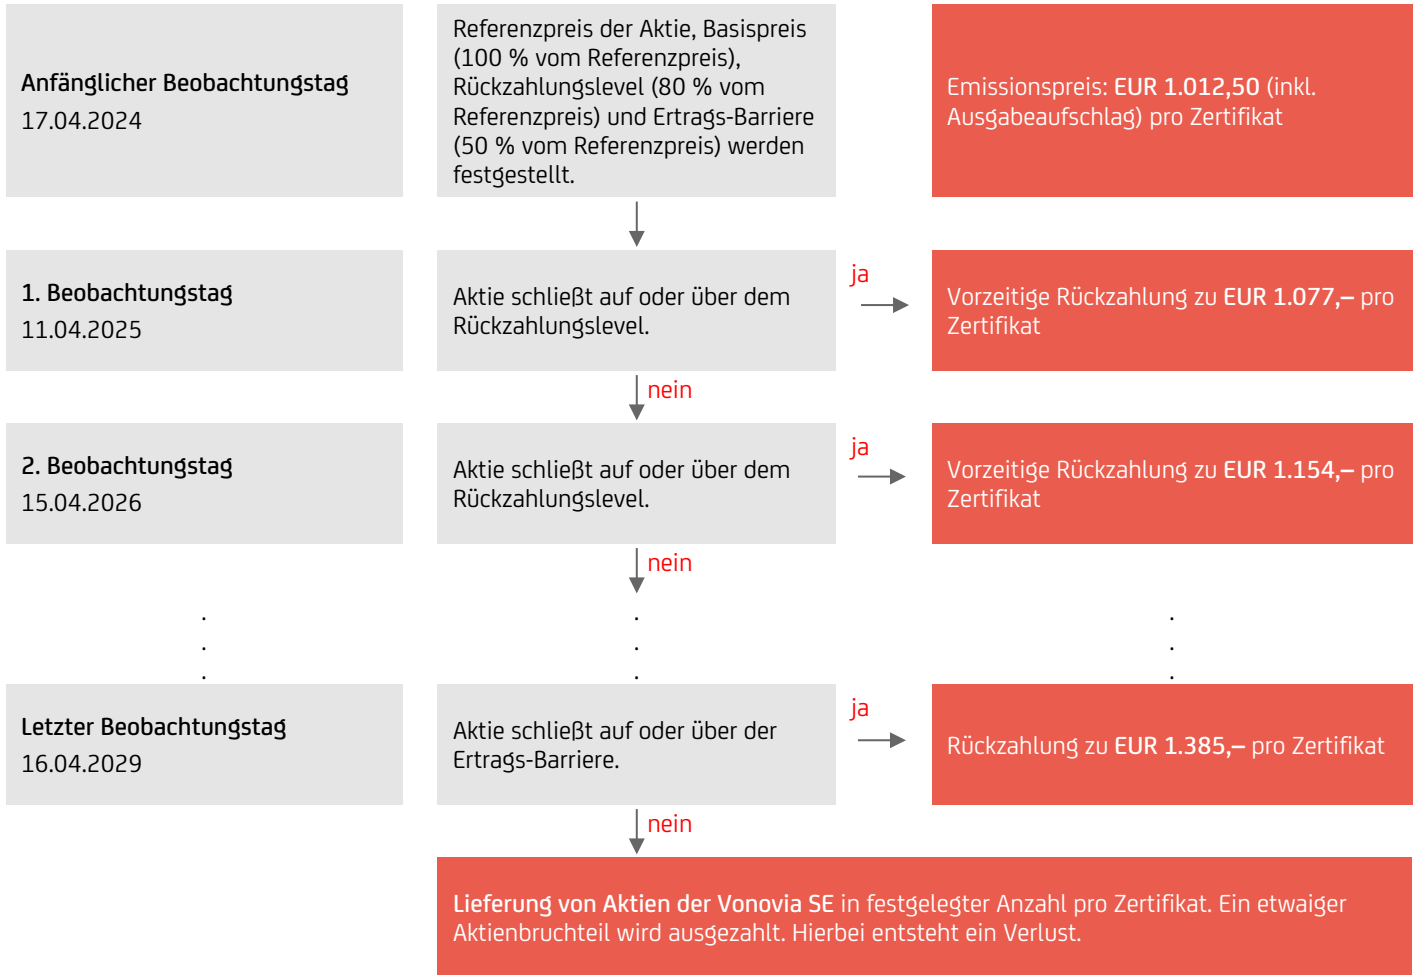 Anfänglicher Beobachtungstag
17.04.2024
Referenzpreis der Aktie, Basispreis
(100 % vom Referenzpreis),
Rückzahlungslevel (80 % vom
Referenzpreis) und Ertrags-Barriere
(50 % vom Referenzpreis) werden
festgestellt.
Emissionspreis: EUR 1.012,50 (inkl.
Ausgabeaufschlag) pro Zertifikat
1. Beobachtungstag
11.04.2025
Aktie schließt auf oder über dem
Rückzahlungslevel.
ja
Vorzeitige Rückzahlung zu EUR 1.077,– pro
Zertifikat
nein
2. Beobachtungstag
15.04.2026
Aktie schließt auf oder über dem
Rückzahlungslevel.
ja
Vorzeitige Rückzahlung zu EUR 1.154,– pro
Zertifikat
nein
.
.
.
.
.
.
.
.
.
Letzter Beobachtungstag
16.04.2029
Aktie schließt auf oder über der
Ertrags-Barriere.
ja
Rückzahlung zu EUR 1.385,– pro Zertifikat
nein
Lieferung von Aktien der Vonovia SE in festgelegter Anzahl pro Zertifikat. Ein etwaiger
Aktienbruchteil wird ausgezahlt. Hierbei entsteht ein Verlust.